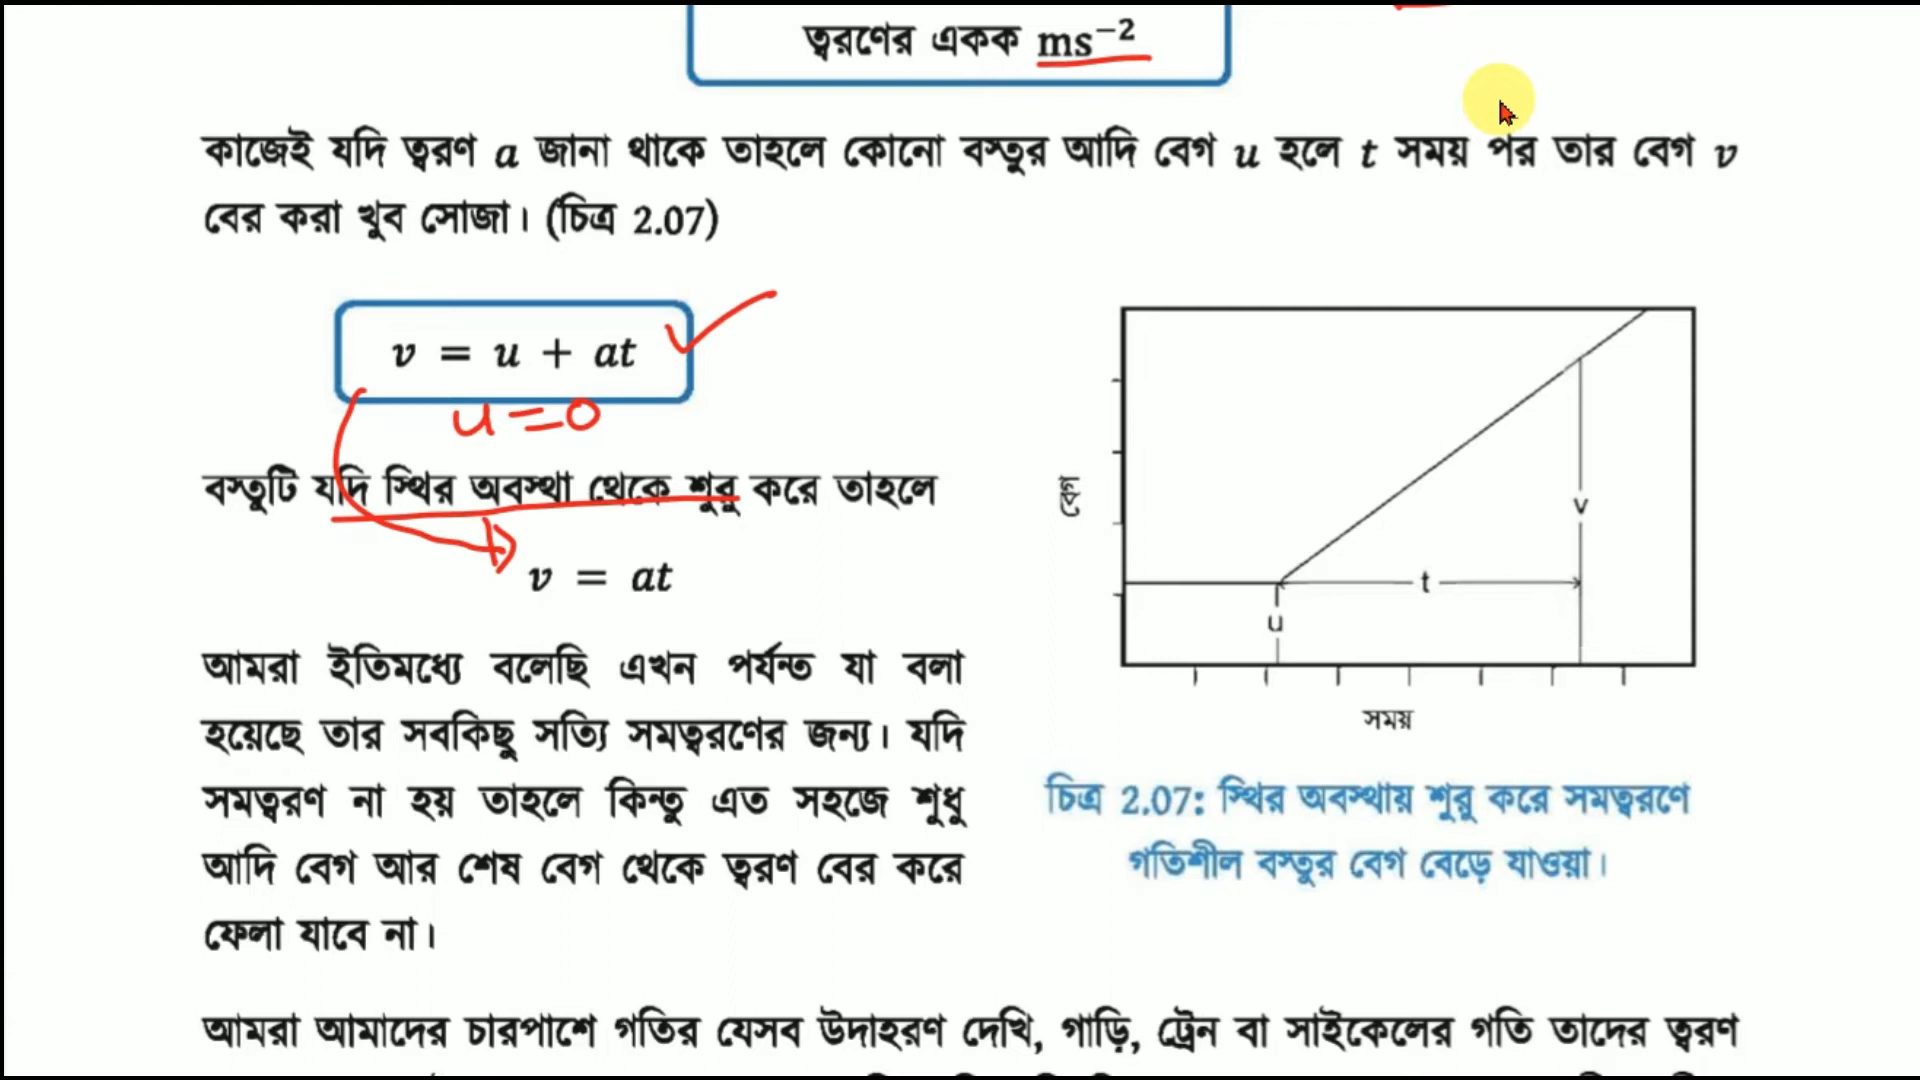 ত্বরণের একক ms⁻²
কাজেই যদি ত্বরণ a জানা থাকে তাহলে কোনো বস্তুর আদি বেগ u হলে t সময় পর তার বেগ v
বের করা খুব সোজা। (চিত্র 2.07)
v = u + at
u=0
বস্তুটি যদি স্থির অবস্থা থেকে শুরু করে তাহলে
v = at
আমরা ইতিমধ্যে বলেছি এখন পর্যন্ত যা বলা
হয়েছে তার সবকিছু সত্যি সমত্বরণের জন্য। যদি
সমত্বরণ না হয় তাহলে কিন্তু এত সহজে শুধু
আদি বেগ আর শেষ বেগ থেকে ত্বরণ বের করে
ফেলা যাবে না।
বেগ
v
t
u
সময়
চিত্র 2.07: স্থির অবস্থায় শুরু করে সমত্বরণে
গতিশীল বস্তুর বেগ বেড়ে যাওয়া।
আমরা আমাদের চারপাশে গতির যেসব উদাহরণ দেখি, গাড়ি, ট্রেন বা সাইকেলের গতি তাদের ত্বরণ